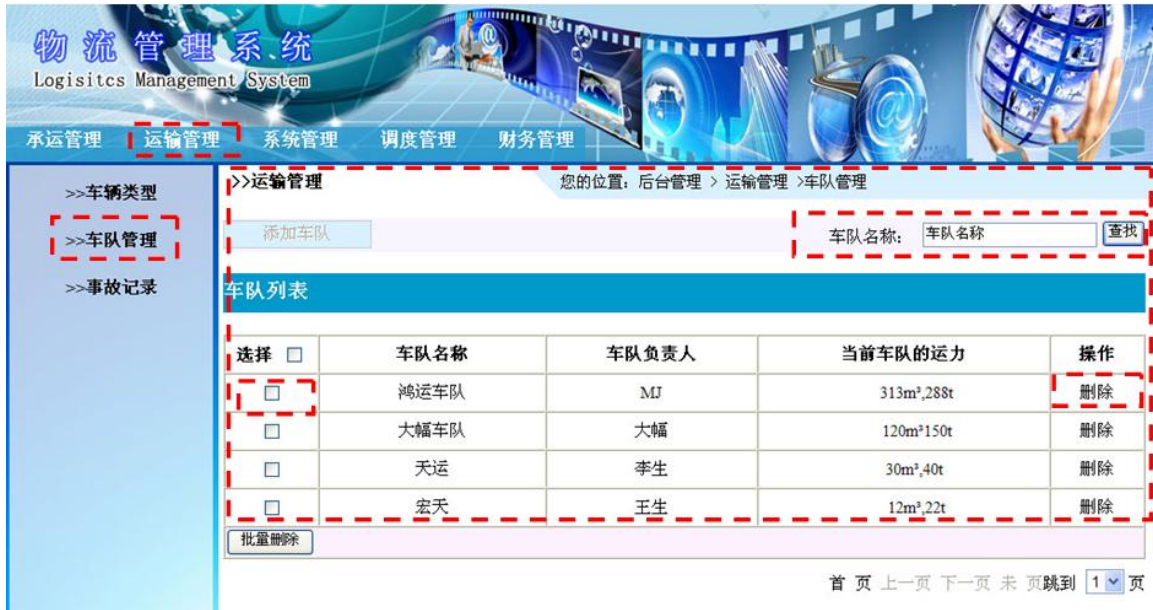 物流管理系统
Logisitcs Management System
承运管理 运输管理 系统管理 调度管理 财务管理
>>车辆类型
>>车队管理
>>事故记录
>>运输管理 您的位置：后台管理 > 运输管理 >车队管理
添加车队 车队名称： 车队名称 查找
车队列表
选择 车队名称 车队负责人 当前车队的运力 操作
鸿运车队 MJ 313m³,288t 删除
大幅车队 大幅 120m³150t 删除
天运 李生 30m³,40t 删除
宏天 王生 12m³,22t 删除
批量删除
首 页 上一页 下一页 未 页跳到 1 页